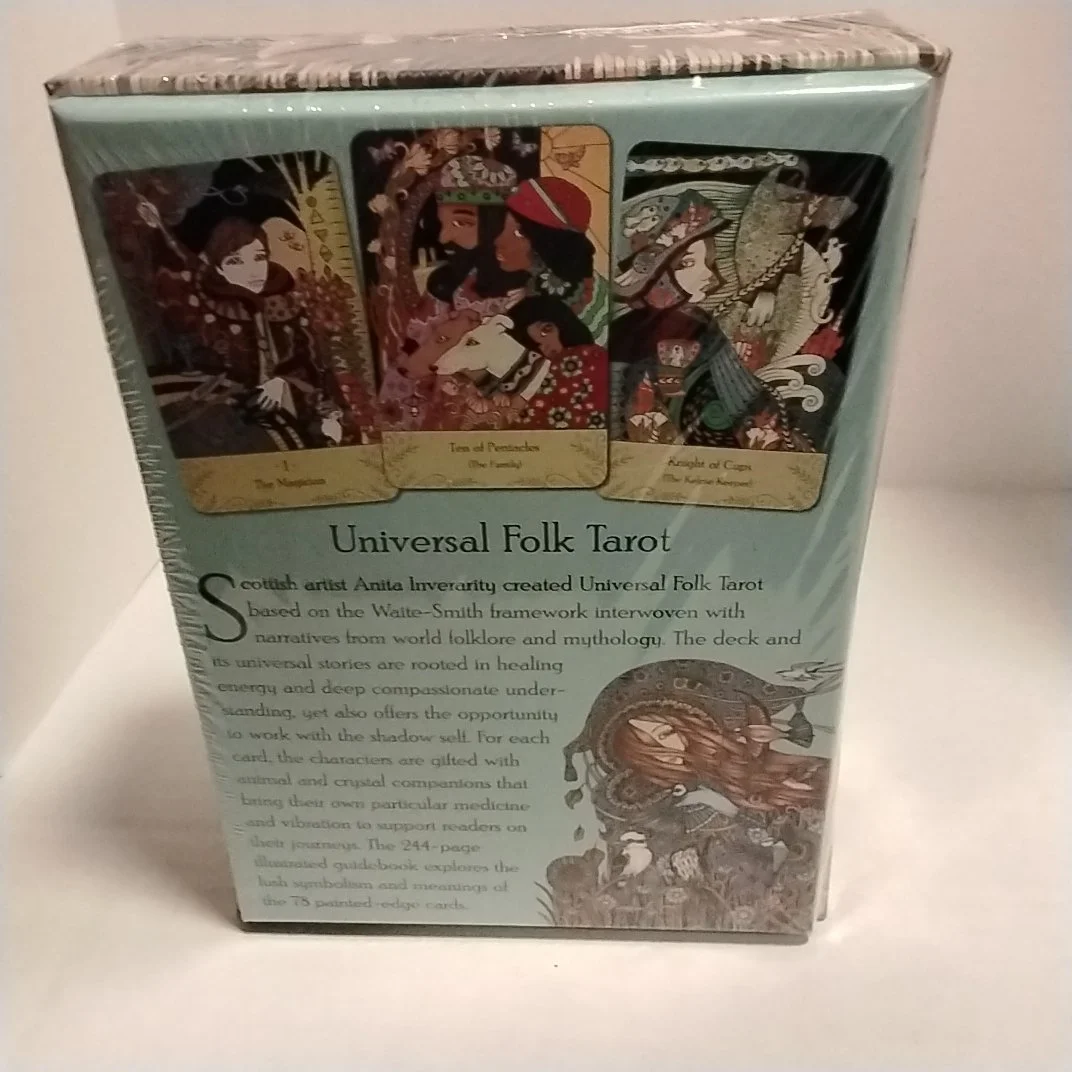 - I -
The Magician
Ten of Pentacles
(The Family)
Knight of Cups
(The Kelpie Keeper)
Universal Folk Tarot
Scottish artist Anita Inverarity created Universal Folk Tarot
based on the Waite-Smith framework interwoven with
narratives from world folklore and mythology. The deck and
its universal stories are rooted in healing
energy and deep compassionate under-
standing, yet also offers the opportunity
to work with the shadow self. For each
card, the characters are gifted with
animal and crystal companions that
bring their own particular medicine
and vibration to support readers on
their journeys. The 244-page
illustrated guidebook explores the
lush symbolism and meanings of
the 78 painted-edge cards.